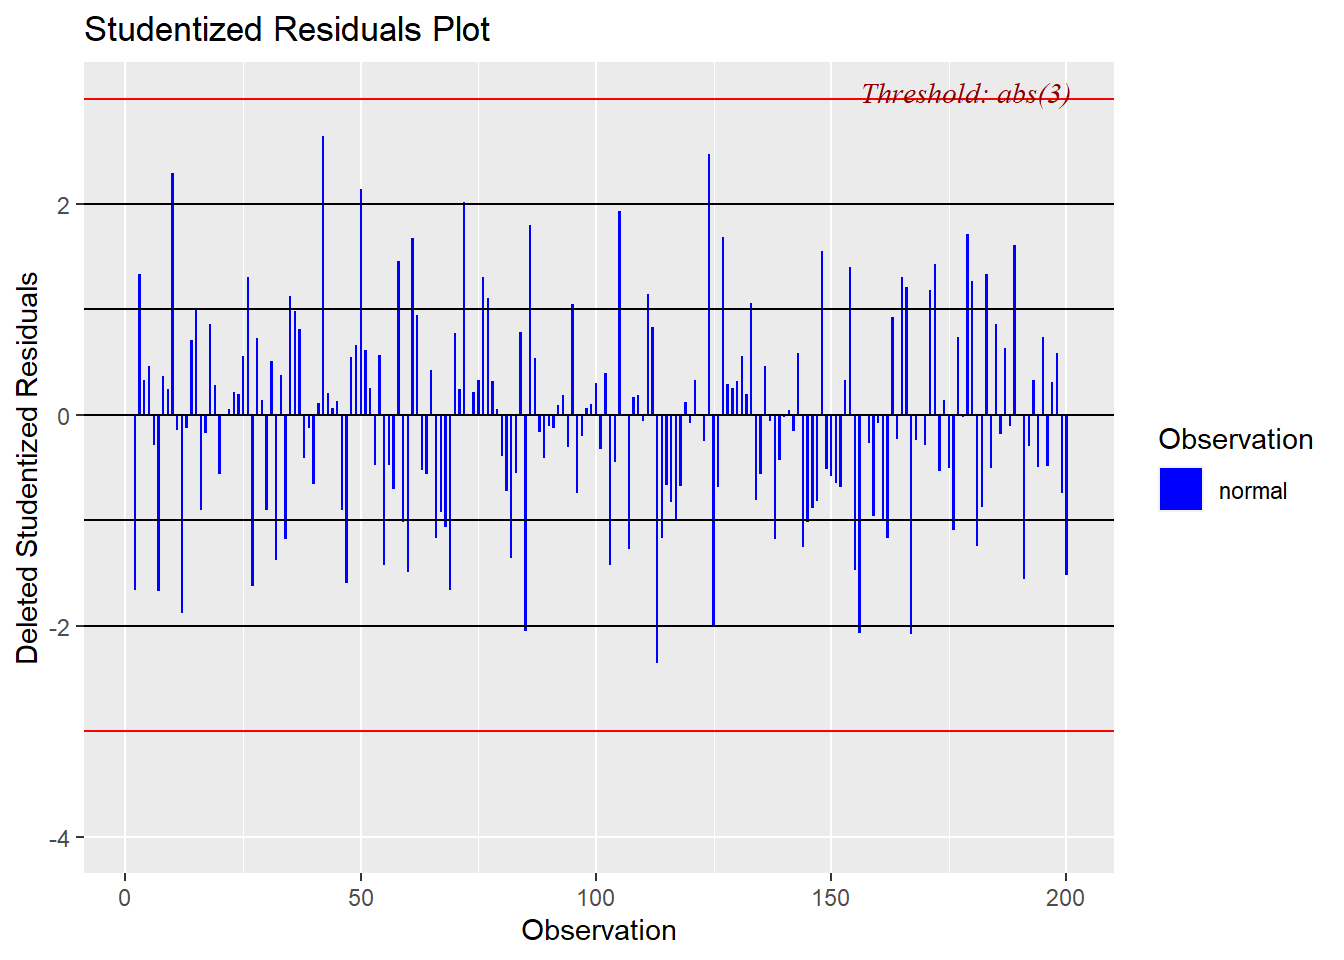 Studentized Residuals Plot
Threshold: abs(3)
2
0
-2
-4
Deleted Studentized Residuals
0 50 100 150 200
Observation
Observation
normal